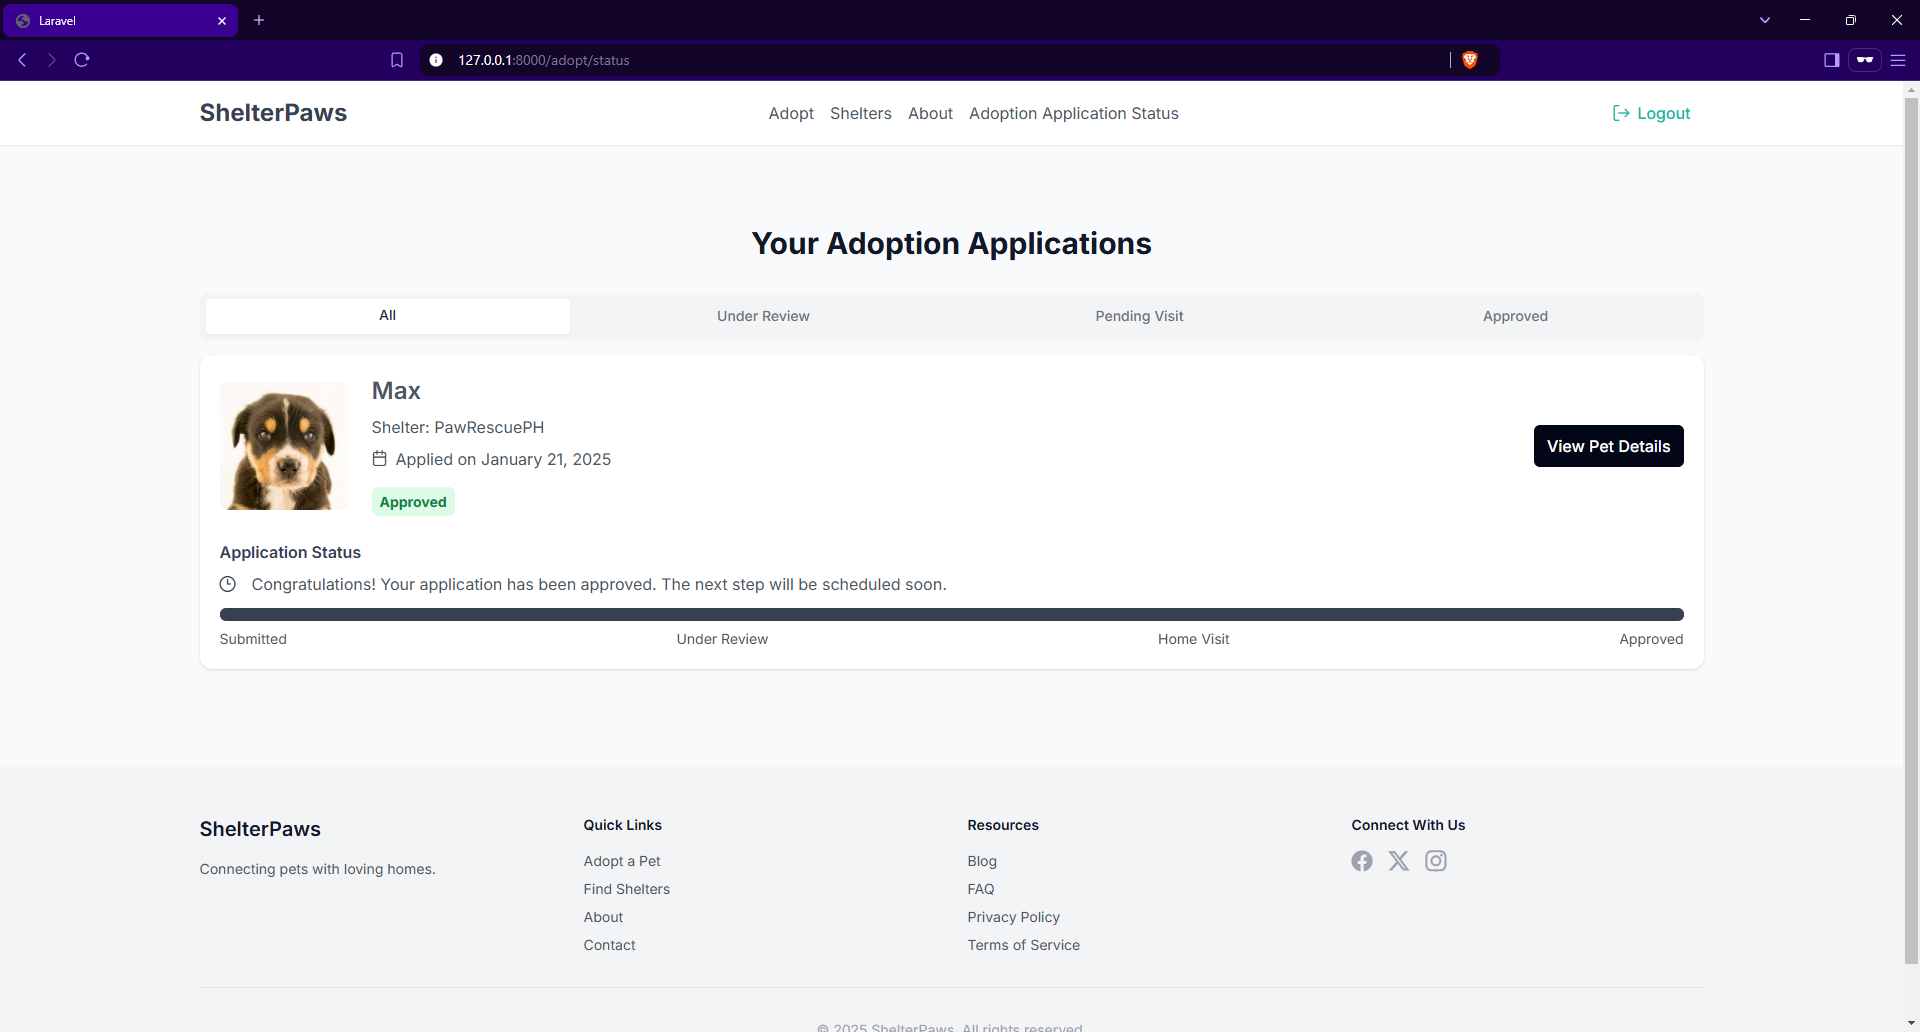 Laravel
127.0.0.1:8000/adopt/status
ShelterPaws
Adopt Shelters About Adoption Application Status
Logout
Your Adoption Applications
All
Under Review
Pending Visit
Approved
Max
Shelter: PawRescuePH
Applied on January 21, 2025
Approved
View Pet Details
Application Status
Congratulations! Your application has been approved. The next step will be scheduled soon.
Submitted
Under Review
Home Visit
Approved
ShelterPaws
Connecting pets with loving homes.
Quick Links
Adopt a Pet
Find Shelters
About
Contact
Resources
Blog
FAQ
Privacy Policy
Terms of Service
Connect With Us
© 2025 ShelterPaws. All rights reserved.